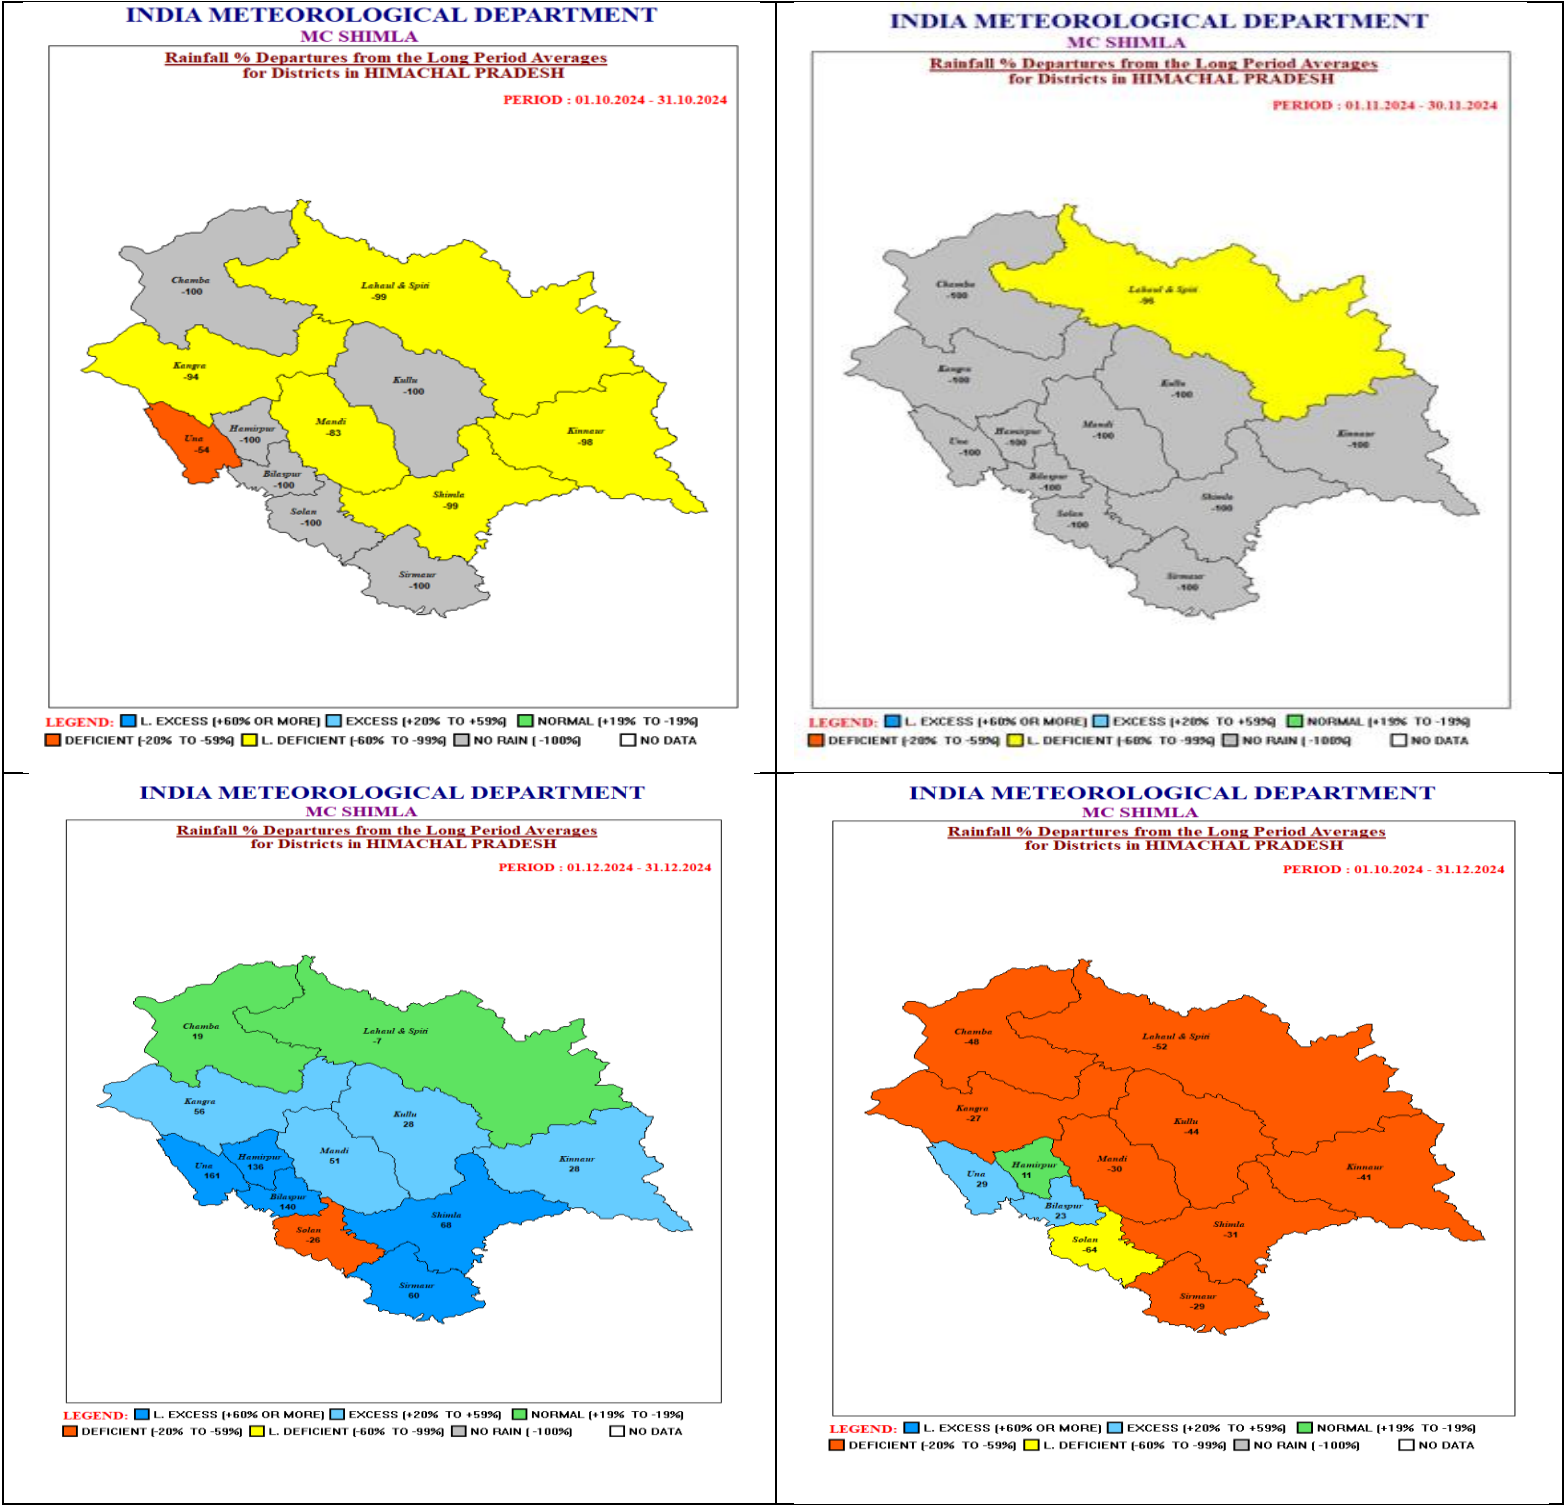 INDIA METEOROLOGICAL DEPARTMENT
MC SHIMLA
Rainfall % Departures from the Long Period Averages
for Districts in HIMACHAL PRADESH
PERIOD : 01.10.2024 - 31.10.2024
Chamba
-100
Lahaul & Spiti
-99
Kangra
-94
Kullu
-100
Mandi
-83
Hamirpur
-100
Una
-54
Kinnaur
-98
Bilaspur
-100
Shimla
-99
Solan
-100
Sirmaur
-100
LEGEND: L. EXCESS (+60% OR MORE) EXCESS (+20% TO +59%) NORMAL (+19% TO -19%)
DEFICIENT (-20% TO -59%) L. DEFICIENT (-60% TO -99%) NO RAIN ( -100%) NO DATA
INDIA METEOROLOGICAL DEPARTMENT
MC SHIMLA
Rainfall % Departures from the Long Period Averages
for Districts in HIMACHAL PRADESH
PERIOD : 01.11.2024 - 30.11.2024
Chamba
-100
Lahaul & Spiti
-96
Kangra
-100
Kullu
-100
Mandi
-100
Hamirpur
-100
Una
-100
Kinnaur
-100
Bilaspur
-100
Shimla
-100
Solan
-100
Sirmaur
-100
LEGEND: L. EXCESS (+60% OR MORE) EXCESS (+20% TO +59%) NORMAL (+19% TO -19%)
DEFICIENT (-20% TO -59%) L. DEFICIENT (-60% TO -99%) NO RAIN ( -100%) NO DATA
INDIA METEOROLOGICAL DEPARTMENT
MC SHIMLA
Rainfall % Departures from the Long Period Averages
for Districts in HIMACHAL PRADESH
PERIOD : 01.12.2024 - 31.12.2024
Chamba
19
Lahaul & Spiti
-7
Kangra
56
Kullu
28
Mandi
51
Hamirpur
136
Una
161
Kinnaur
28
Bilaspur
140
Shimla
68
Solan
-26
Sirmaur
60
LEGEND: L. EXCESS (+60% OR MORE) EXCESS (+20% TO +59%) NORMAL (+19% TO -19%)
DEFICIENT (-20% TO -59%) L. DEFICIENT (-60% TO -99%) NO RAIN ( -100%) NO DATA
INDIA METEOROLOGICAL DEPARTMENT
MC SHIMLA
Rainfall % Departures from the Long Period Averages
for Districts in HIMACHAL PRADESH
PERIOD : 01.10.2024 - 31.12.2024
Chamba
-48
Lahaul & Spiti
-52
Kangra
-27
Kullu
-44
Mandi
-30
Hamirpur
11
Una
29
Kinnaur
-41
Bilaspur
23
Shimla
-31
Solan
-64
Sirmaur
-29
LEGEND: L. EXCESS (+60% OR MORE) EXCESS (+20% TO +59%) NORMAL (+19% TO -19%)
DEFICIENT (-20% TO -59%) L. DEFICIENT (-60% TO -99%) NO RAIN ( -100%) NO DATA